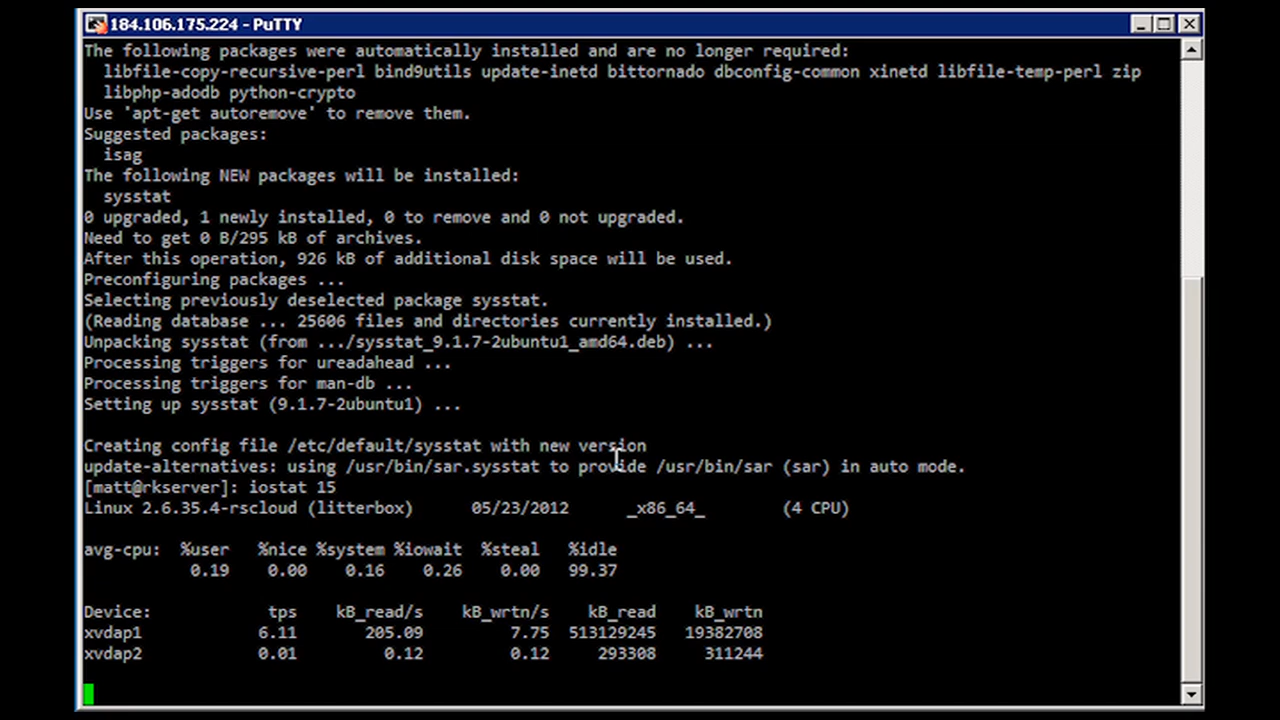 184.106.175.224 - PuTTY
The following packages were automatically installed and are no longer required:
  libfile-copy-recursive-perl bind9utils update-inetd bittornado dbconfig-common xinetd libfile-temp-perl zip
  libphp-adodb python-crypto
Use 'apt-get autoremove' to remove them.
Suggested packages:
  isag
The following NEW packages will be installed:
  sysstat
0 upgraded, 1 newly installed, 0 to remove and 0 not upgraded.
Need to get 0 B/295 kB of archives.
After this operation, 926 kB of additional disk space will be used.
Preconfiguring packages ...
Selecting previously deselected package sysstat.
(Reading database ... 25606 files and directories currently installed.)
Unpacking sysstat (from .../sysstat_9.1.7-2ubuntu1_amd64.deb) ...
Processing triggers for ureadahead ...
Processing triggers for man-db ...
Setting up sysstat (9.1.7-2ubuntu1) ...
Creating config file /etc/default/sysstat with new version
update-alternatives: using /usr/bin/sar.sysstat to provide /usr/bin/sar (sar) in auto mode.
[matt@rkserver]: iostat 15
Linux 2.6.35.4-rscloud (litterbox)      05/23/2012      _x86_64_        (4 CPU)
avg-cpu:  %user   %nice %system %iowait  %steal   %idle
           0.19    0.00    0.16    0.26    0.00   99.37
Device:            tps    kB_read/s    kB_wrtn/s    kB_read    kB_wrtn
xvdap1            6.11       205.09         7.75  513129245   19382708
xvdap2            0.01         0.12         0.12     293308     311244